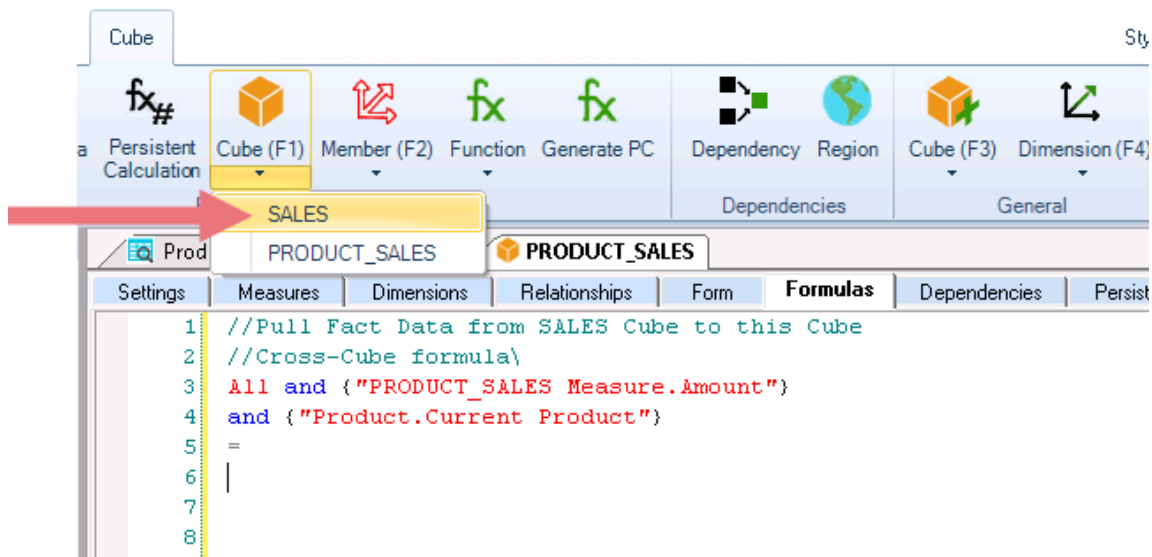 Cube
Sty
fx#
fx
fx
a Persistent Calculation Cube (F1) Member (F2) Function Generate PC Dependency Region Cube (F3) Dimension (F4)
Dependencies General
SALES
PRODUCT_SALES
Prod PRODUCT_SALES
Settings Measures Dimensions Relationships Form Formulas Dependencies Persist
1 //Pull Fact Data from SALES Cube to this Cube
2 //Cross-Cube formula\
3 All and {"PRODUCT_SALES Measure.Amount"}
4 and {"Product.Current Product"}
5 =
6
7
8